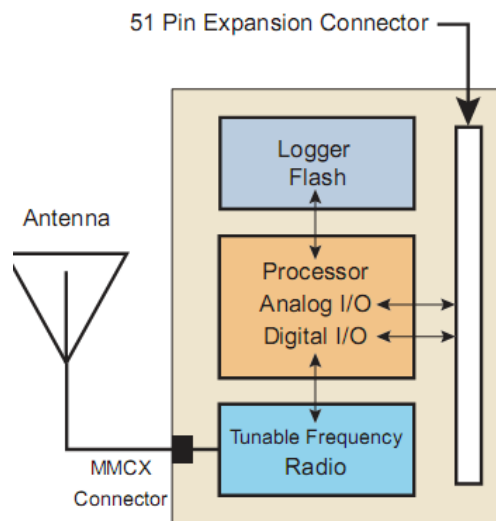 51 Pin Expansion Connector
Logger
Flash
Antenna
Processor
Analog I/O
Digital I/O
Tunable Frequency
Radio
MMCX
Connector